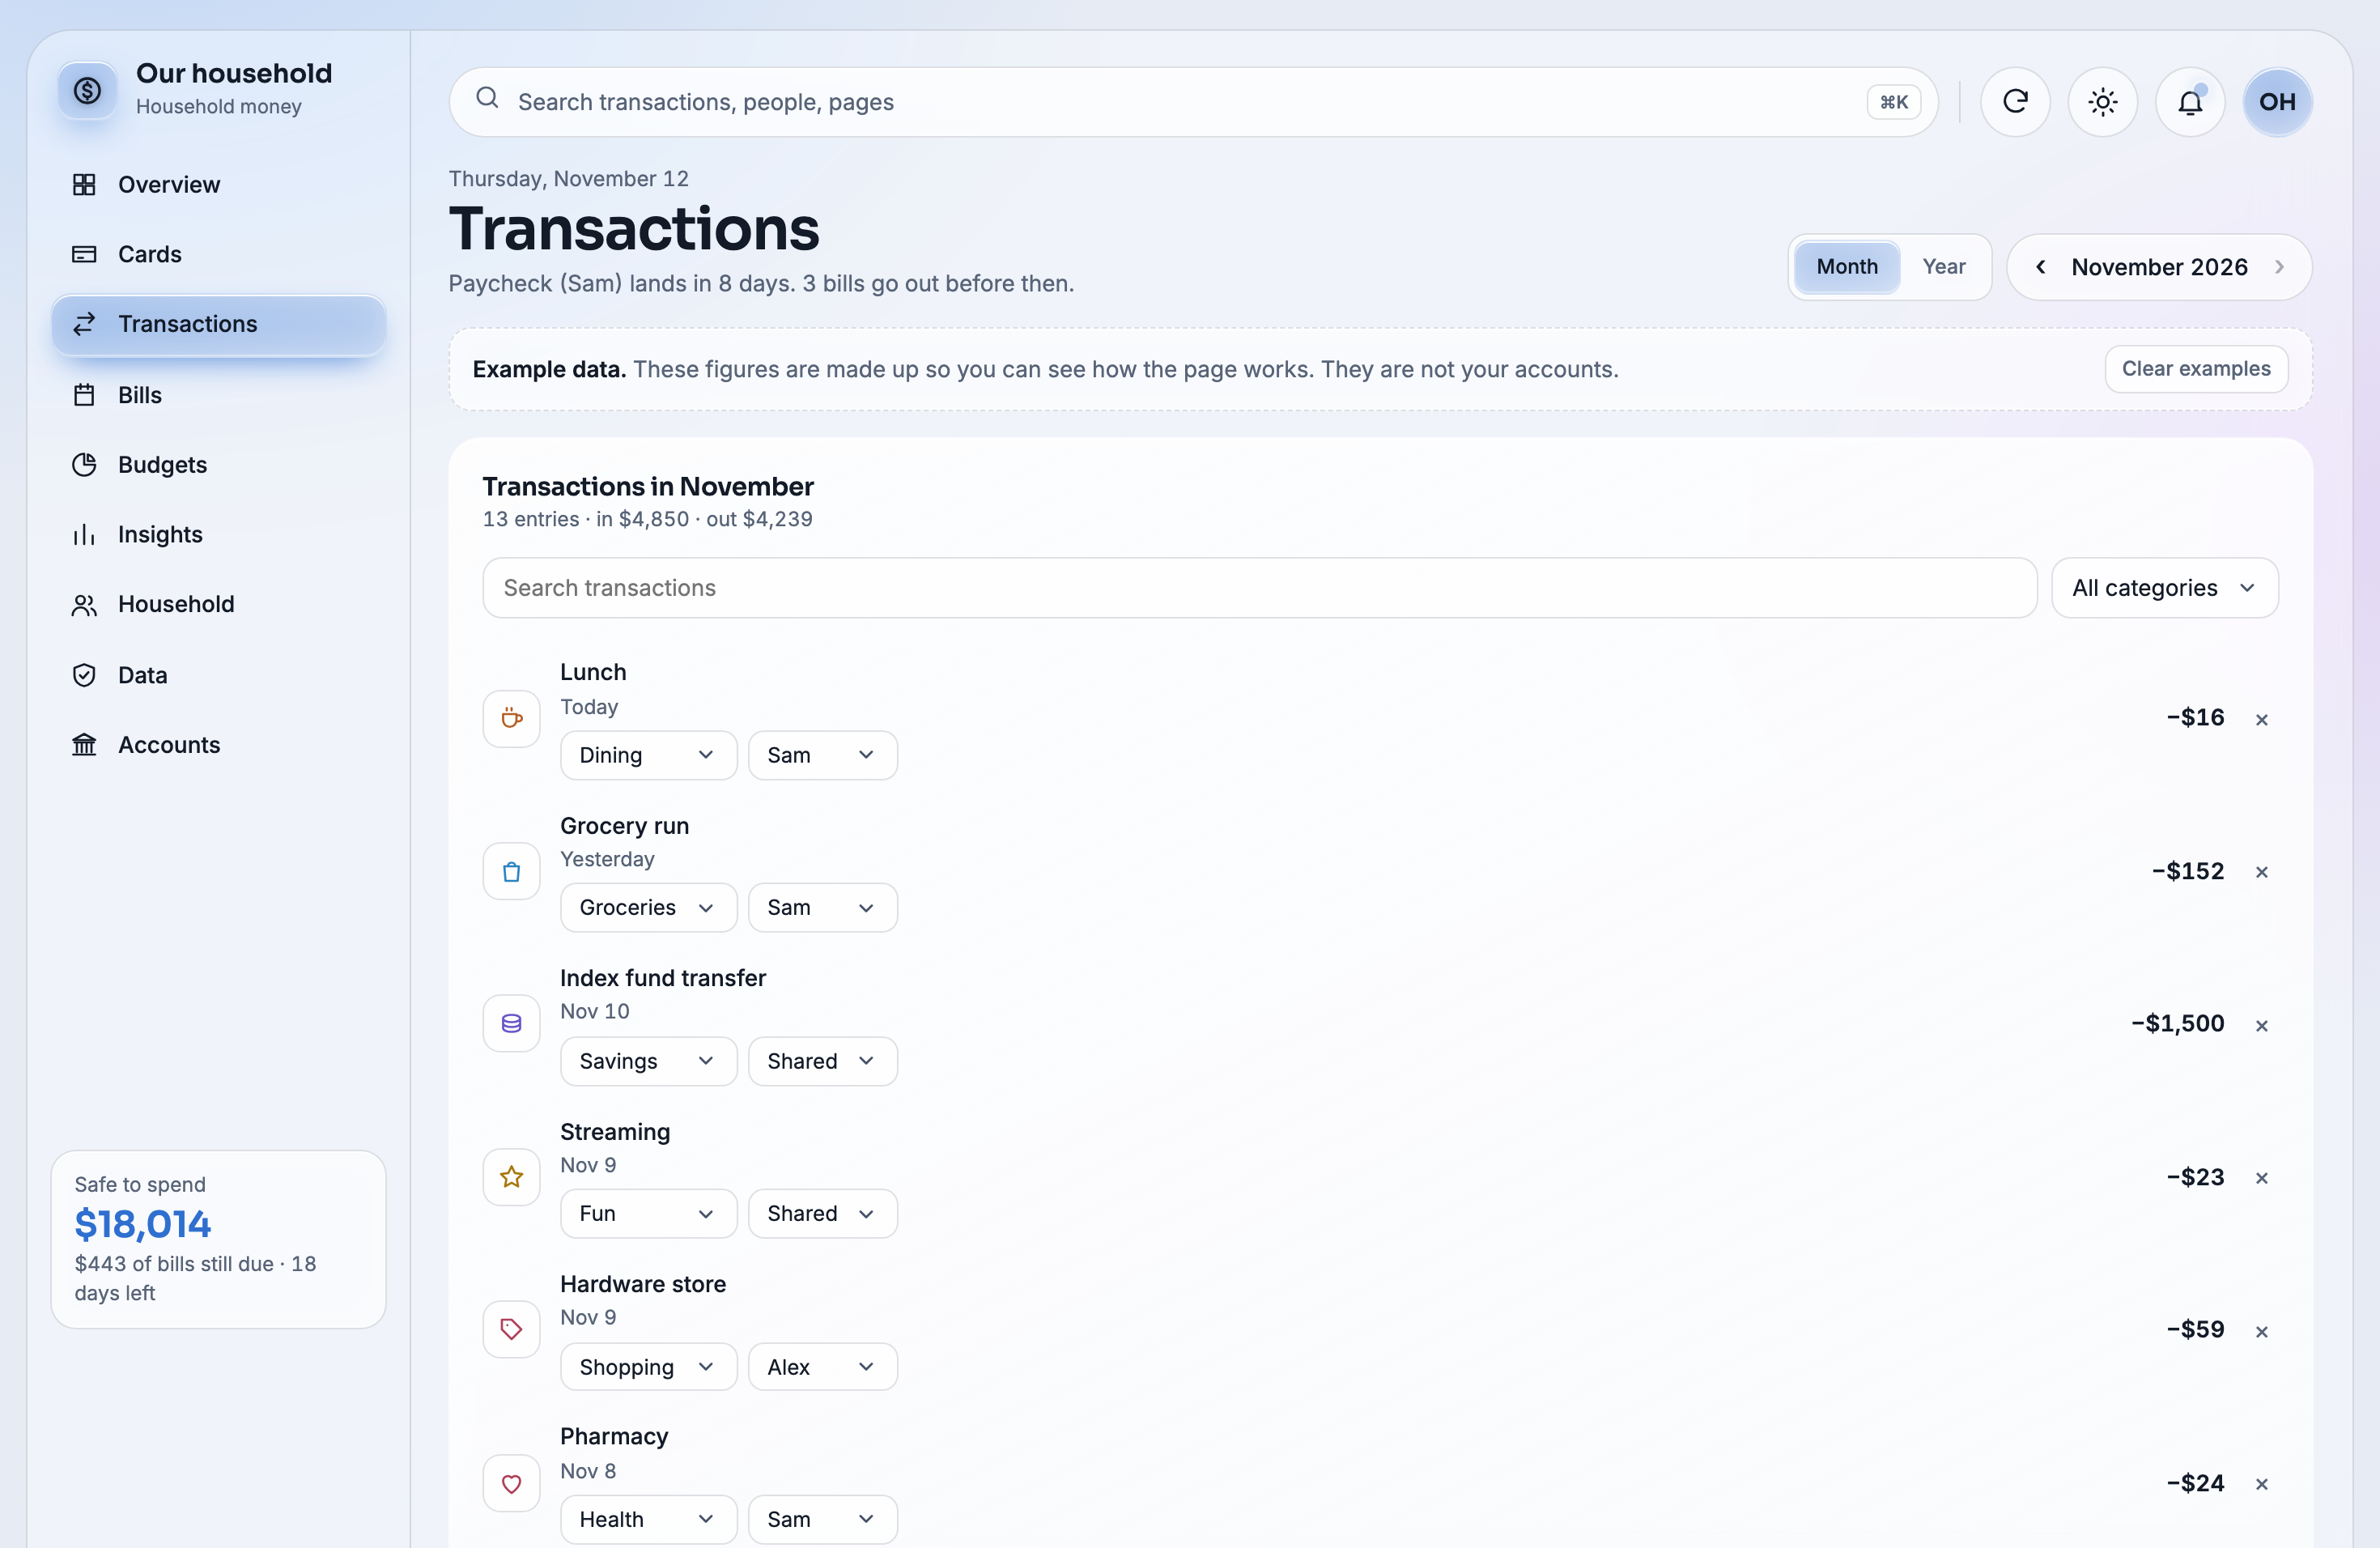 Our household
Household money
Overview
Cards
Transactions
Bills
Budgets
Insights
Household
Data
Accounts
Safe to spend
$18,014
$443 of bills still due · 18
days left
Search transactions, people, pages
⌘K
OH
Thursday, November 12
Transactions
Paycheck (Sam) lands in 8 days. 3 bills go out before then.
Month
Year
November 2026
Example data. These figures are made up so you can see how the page works. They are not your accounts.
Clear examples
Transactions in November
13 entries · in $4,850 · out $4,239
Search transactions
All categories
Lunch
Today
Dining
Sam
−$16
Grocery run
Yesterday
Groceries
Sam
−$152
Index fund transfer
Nov 10
Savings
Shared
−$1,500
Streaming
Nov 9
Fun
Shared
−$23
Hardware store
Nov 9
Shopping
Alex
−$59
Pharmacy
Nov 8
Health
Sam
−$24